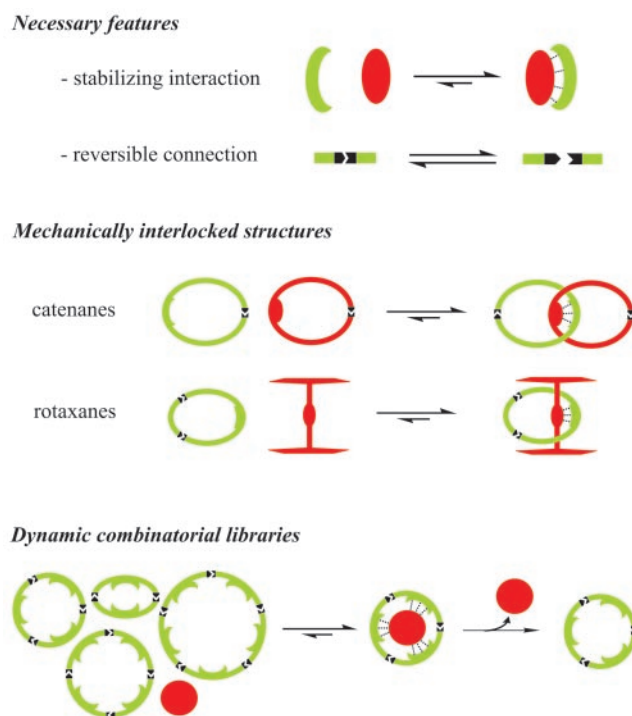 Necessary features
- stabilizing interaction
- reversible connection
Mechanically interlocked structures
catenanes
rotaxanes
Dynamic combinatorial libraries